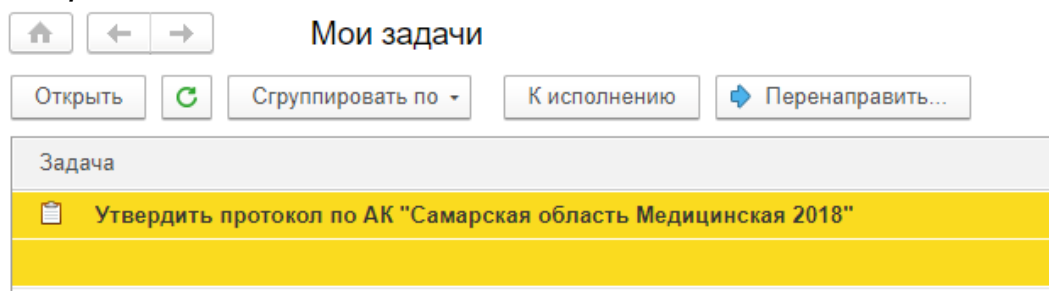 Мои задачи
Открыть Сгруппировать по К исполнению Перенаправить...
Задача
Утвердить протокол по АК "Самарская область Медицинская 2018"